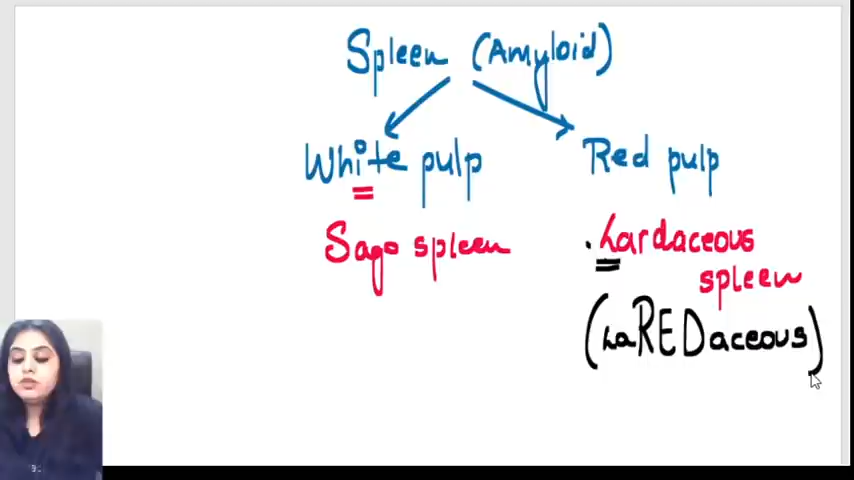 Spleen (Amyloid)
White pulp Red pulp
Sago spleen . Lardaceous
spleen
(LaREDaceous)